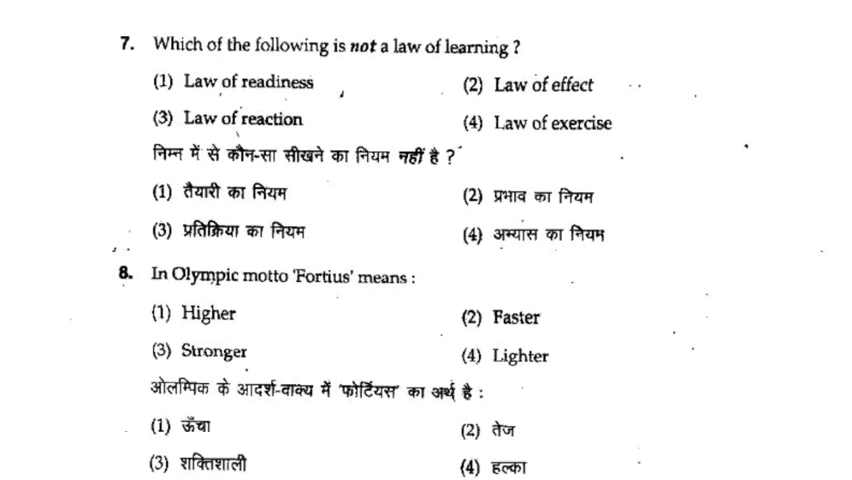 7. Which of the following is not a law of learning ?
(1) Law of readiness (2) Law of effect
(3) Law of reaction (4) Law of exercise
निम्न में से कौन-सा सीखने का नियम नहीं है ?
(1) तैयारी का नियम (2) प्रभाव का नियम
(3) प्रतिक्रिया का नियम (4) अभ्यास का नियम
8. In Olympic motto 'Fortius' means :
(1) Higher (2) Faster
(3) Stronger (4) Lighter
ओलम्पिक के आदर्श-वाक्य में 'फोर्टियस' का अर्थ है :
(1) ऊँचा (2) तेज
(3) शक्तिशाली (4) हल्का